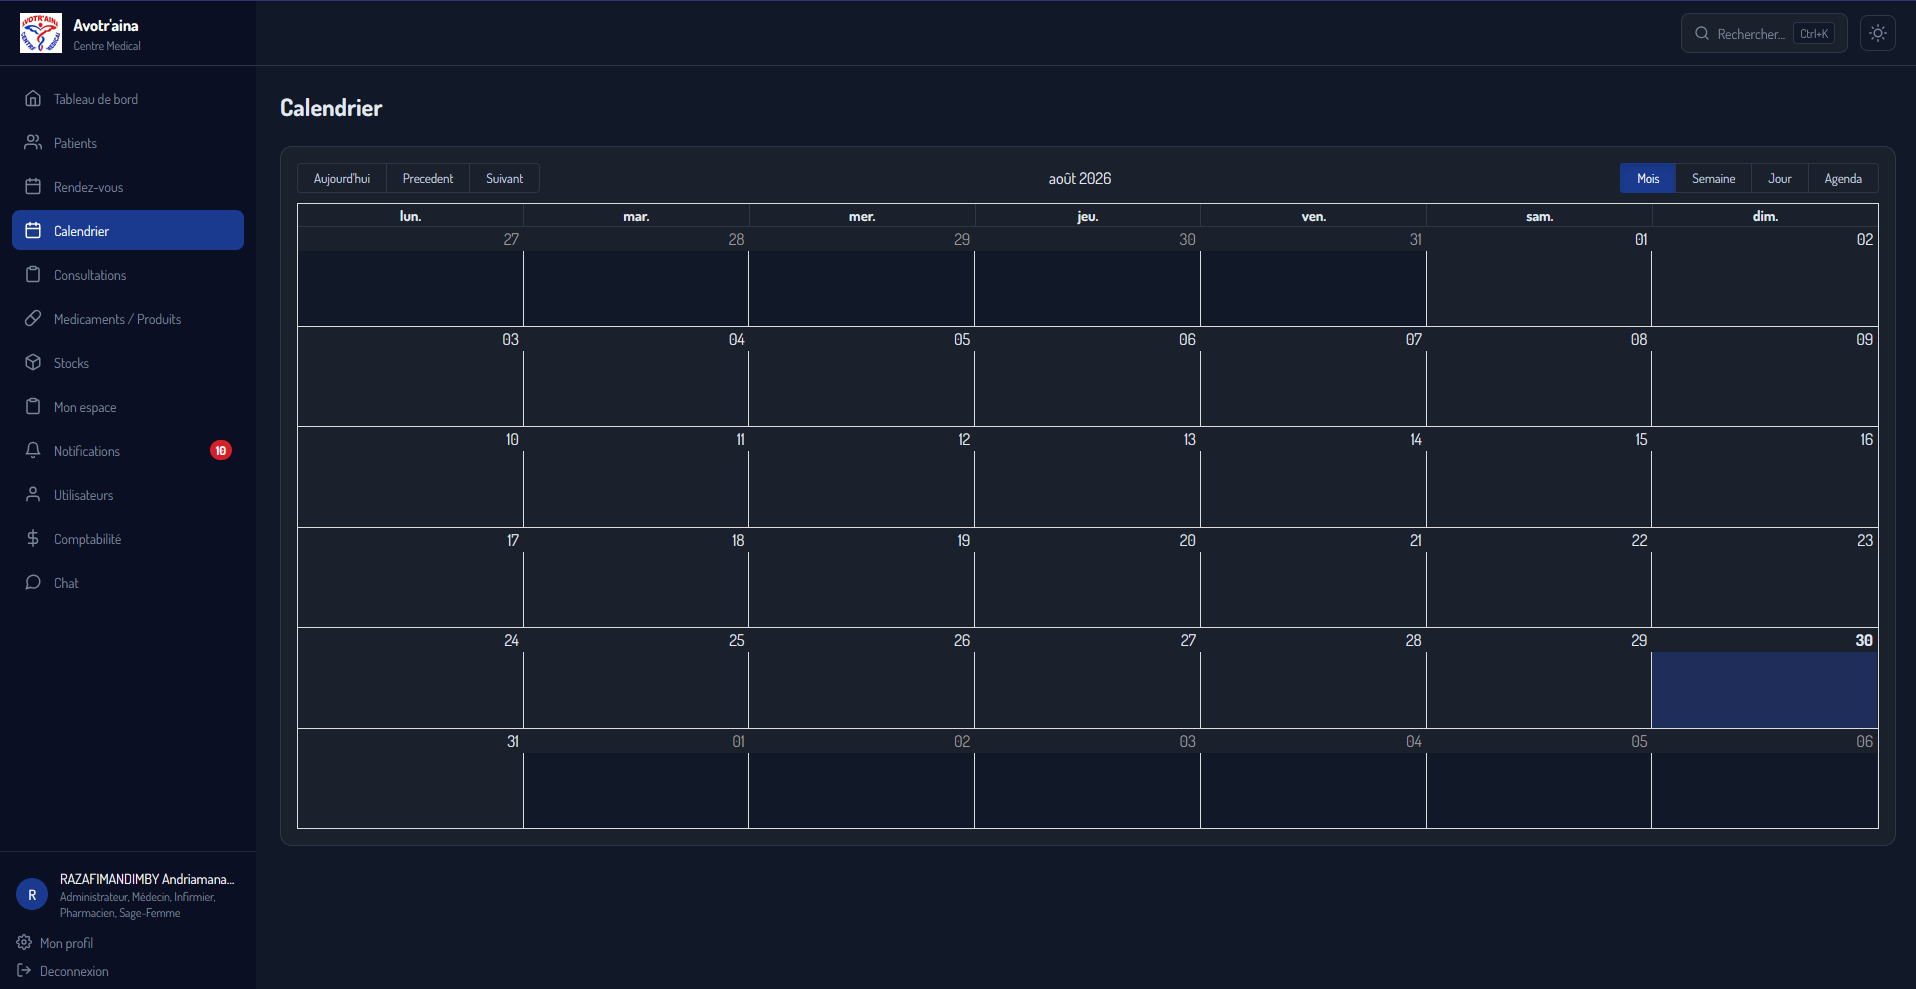 AVOTR'AINA
CENTRE MEDICAL
Avotr'aina
Centre Medical
Rechercher... Ctrl+K
Tableau de bord
Patients
Rendez-vous
Calendrier
Consultations
Medicaments / Produits
Stocks
Mon espace
Notifications 10
Utilisateurs
Comptabilité
Chat
R
RAZAFIMANDIMBY Andriamana...
Administrateur, Médecin, Infirmier,
Pharmacien, Sage-Femme
Mon profil
Deconnexion
Calendrier
Aujourd'hui Precedent Suivant août 2026 Mois Semaine Jour Agenda
lun. mar. mer. jeu. ven. sam. dim.
27 28 29 30 31 01 02
03 04 05 06 07 08 09
10 11 12 13 14 15 16
17 18 19 20 21 22 23
24 25 26 27 28 29 30
31 01 02 03 04 05 06